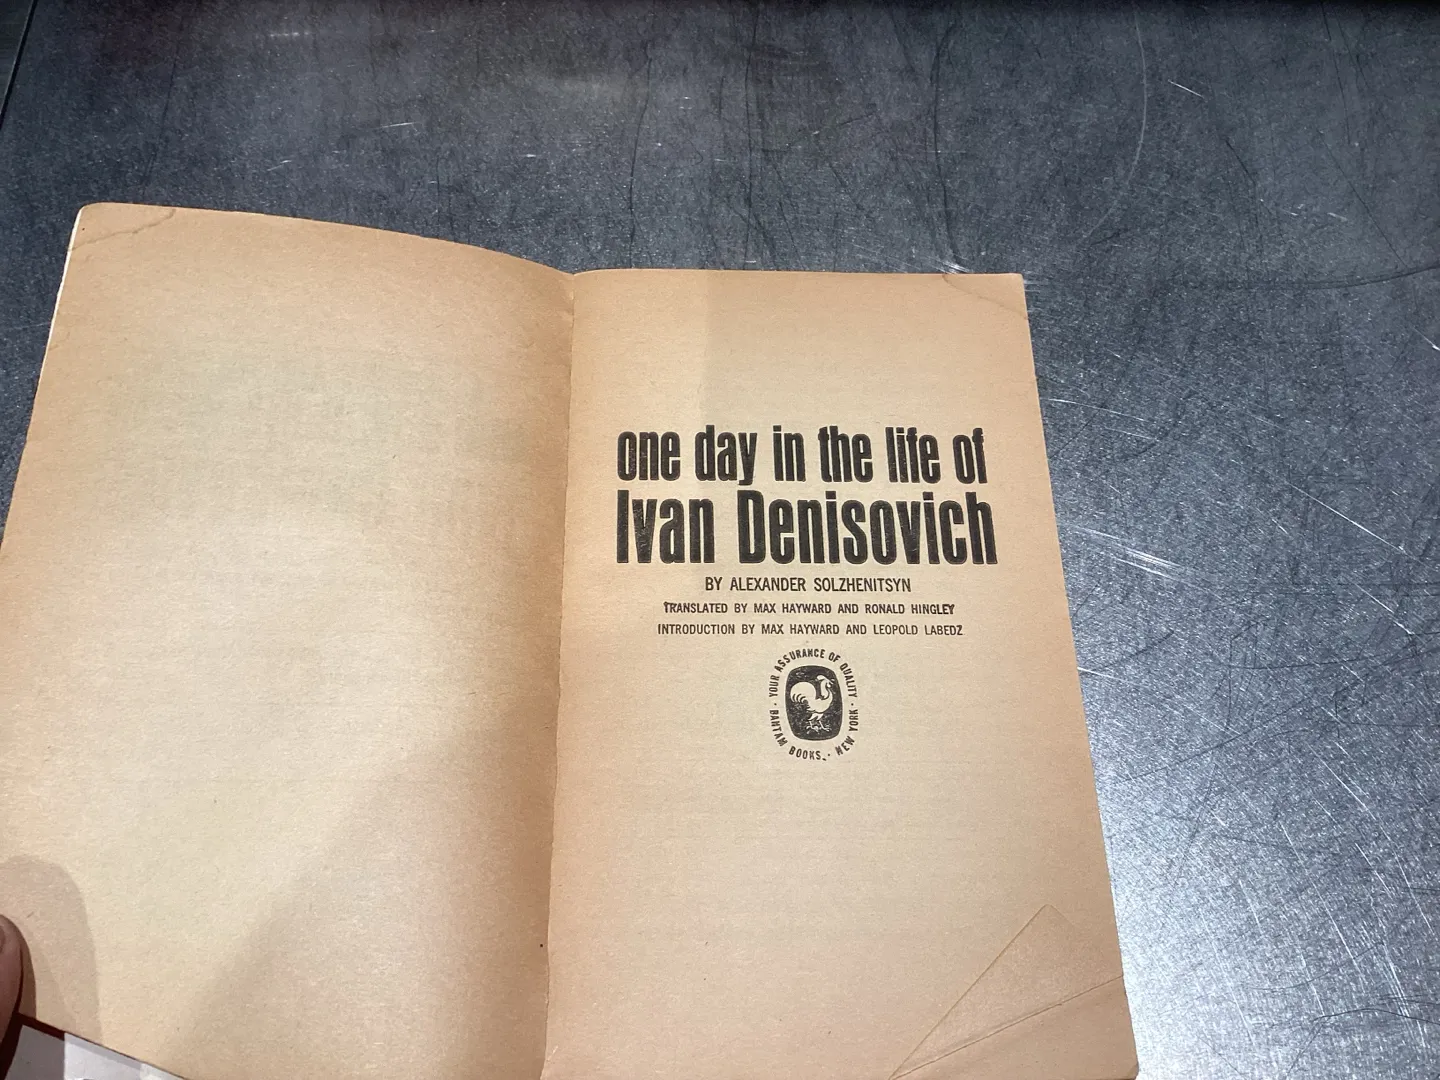 one day in the life of
Ivan Denisovich
BY ALEXANDER SOLZHENITSYN
TRANSLATED BY MAX HAYWARD AND RONALD HINGLEY
INTRODUCTION BY MAX HAYWARD AND LEOPOLD LABEDZ
YOUR ASSURANCE OF QUALITY
BANTAM BOOKS · NEW YORK